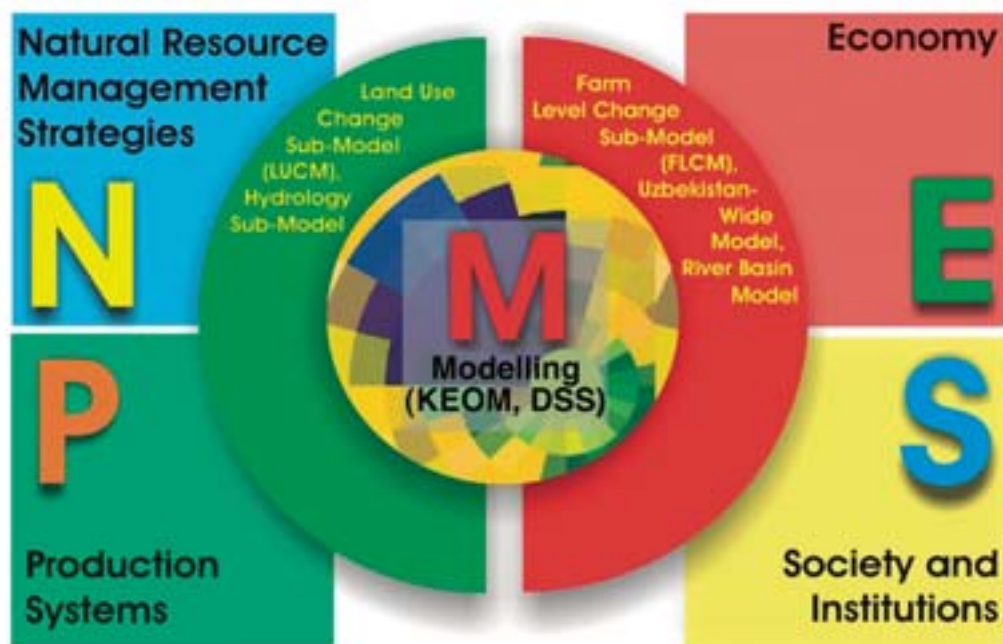 Natural Resource
Management
Strategies
N
Land Use
Change
Sub-Model
(LUCM),
Hydrology
Sub-Model
Farm
Level Change
Sub-Model
(FLCM),
Uzbekistan-
Wide
Model,
River Basin
Model
Economy
E
M
Modelling
(KEOM, DSS)
P
Production
Systems
S
Society and
Institutions